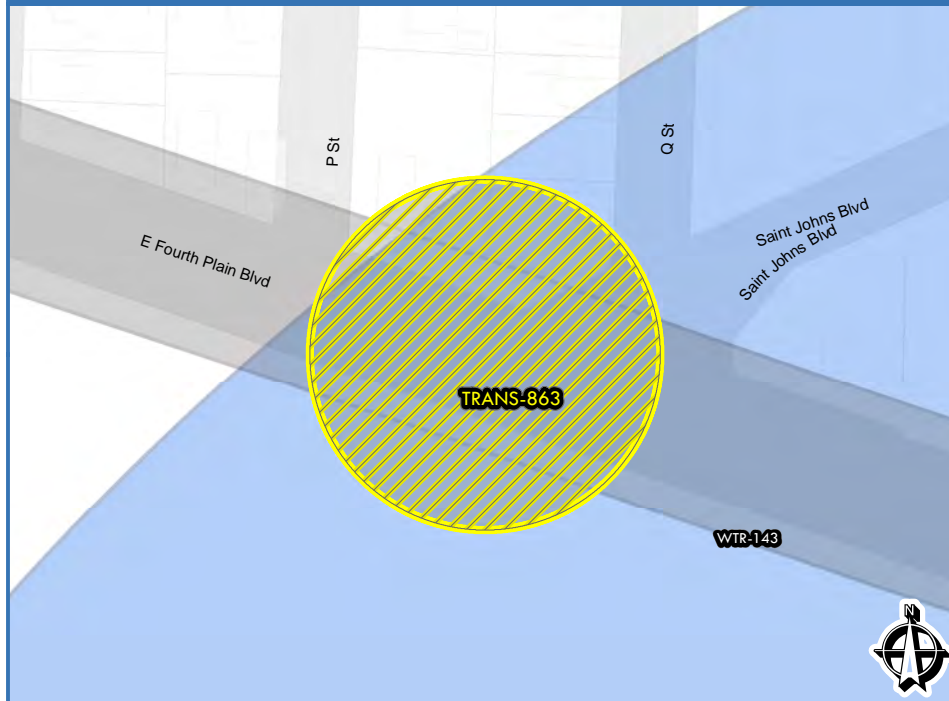 P St
Q St
Saint Johns Blvd
Saint Johns Blvd
E Fourth Plain Blvd
TRANS-863
WTR-143
N